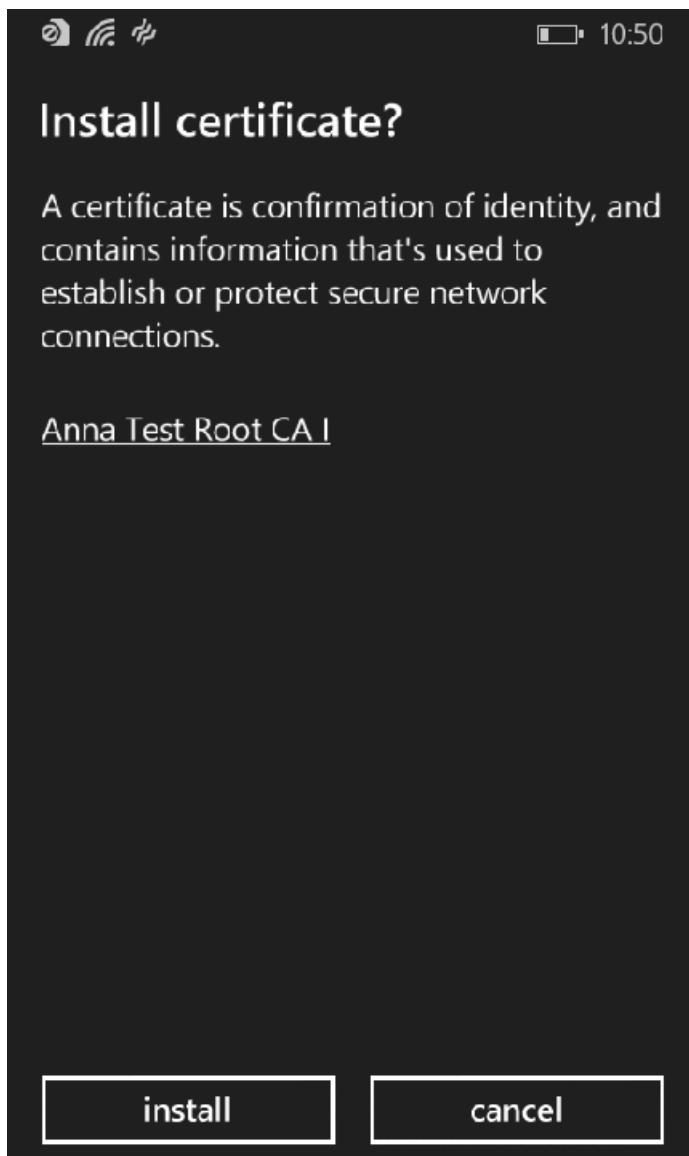 10:50
Install certificate?
A certificate is confirmation of identity, and
contains information that's used to
establish or protect secure network
connections.
Anna Test Root CA I
install
cancel